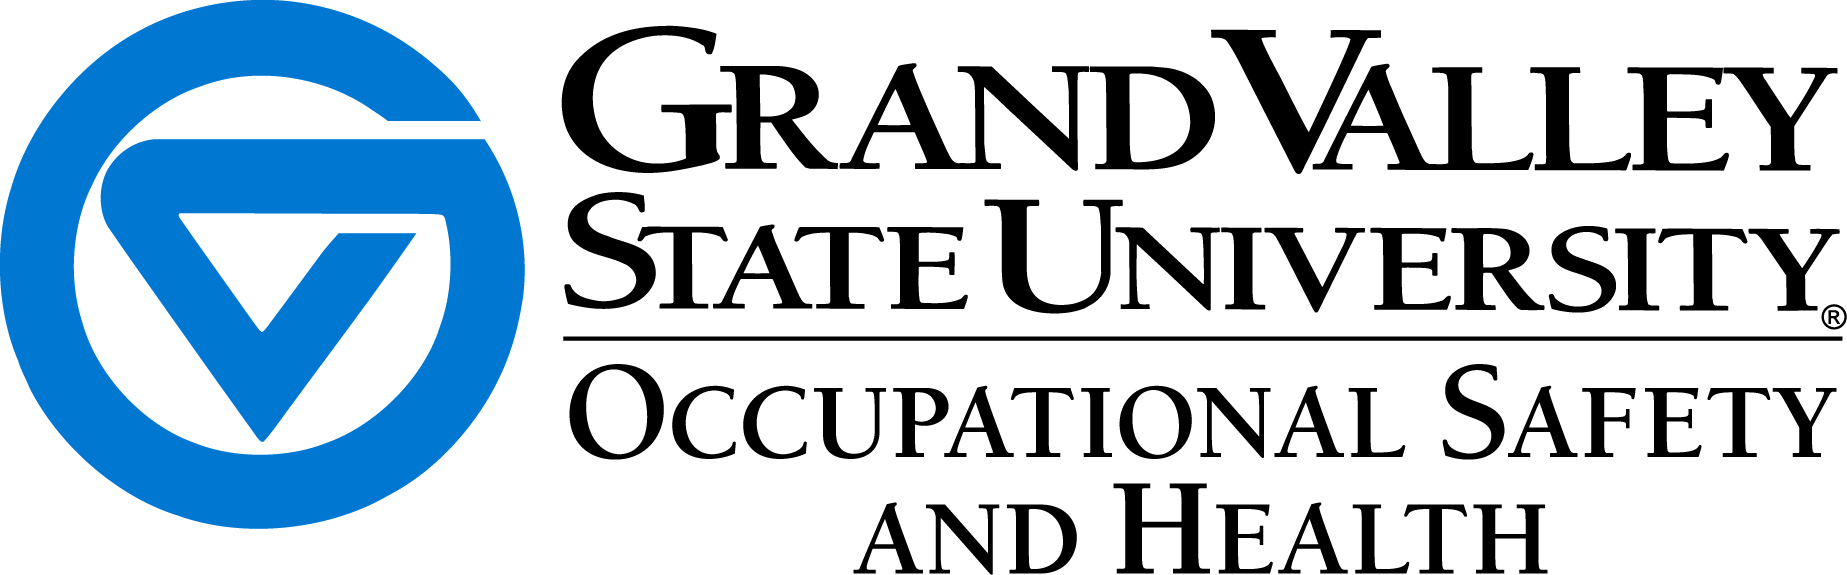 GRAND VALLEY
STATE UNIVERSITY®
OCCUPATIONAL SAFETY
AND HEALTH